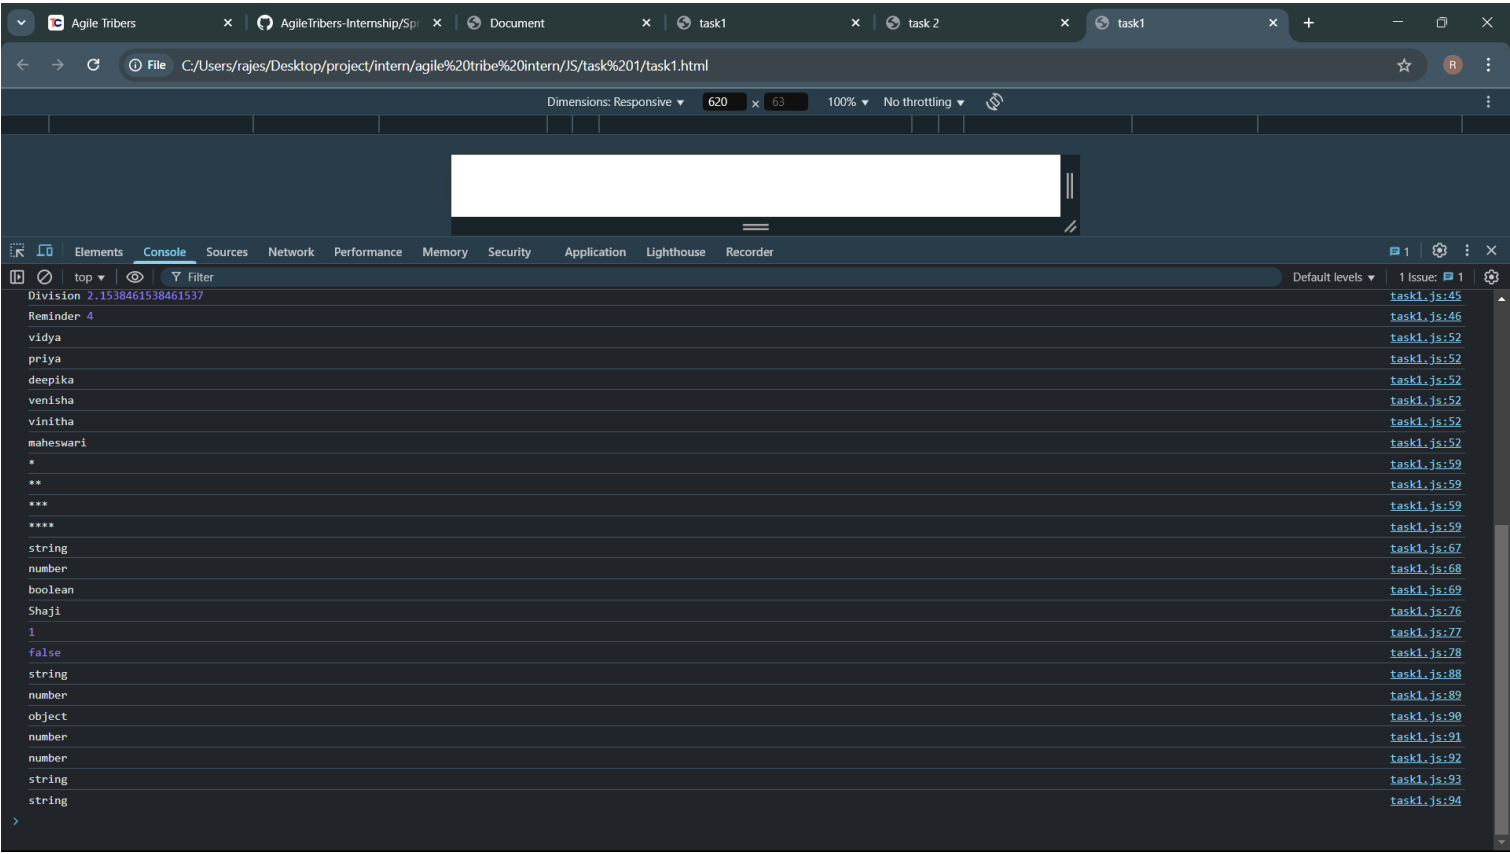 Agile Tribers
AgileTribers-Internship/Spr
Document
task1
task 2
task1
File C:/Users/rajes/Desktop/project/intern/agile%20tribe%20intern/JS/task%201/task1.html
R
Dimensions: Responsive 620 x 63 100% No throttling
Elements Console Sources Network Performance Memory Security Application Lighthouse Recorder 1
top Filter Default levels 1 Issue: 1
Division 2.1538461538461537 task1.js:45
Reminder 4 task1.js:46
vidya task1.js:52
priya task1.js:52
deepika task1.js:52
venisha task1.js:52
vinitha task1.js:52
maheswari task1.js:52
* task1.js:59
** task1.js:59
*** task1.js:59
**** task1.js:59
string task1.js:67
number task1.js:68
boolean task1.js:69
Shaji task1.js:76
1 task1.js:77
false task1.js:78
string task1.js:88
number task1.js:89
object task1.js:90
number task1.js:91
number task1.js:92
string task1.js:93
string task1.js:94